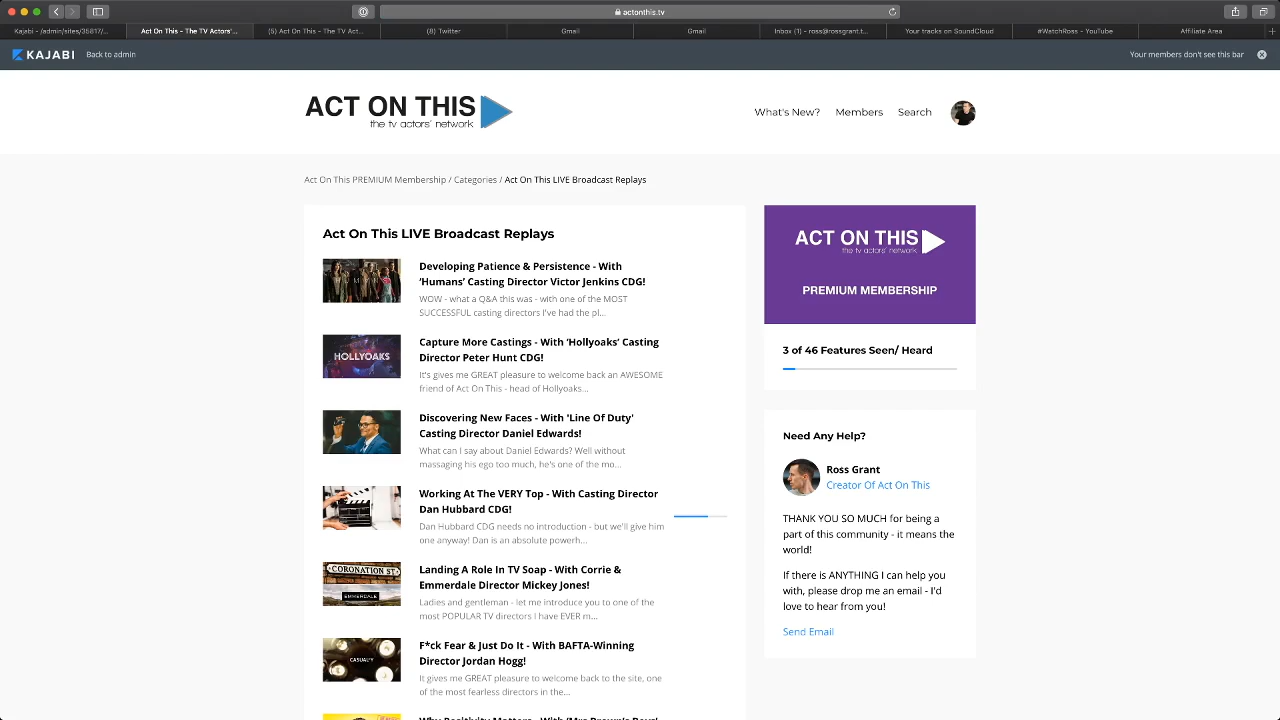 actonthis.tv
Kajabi - /admin/sites/35817/...
Act On This - The TV Actors'...
(5) Act On This - The TV Act...
(8) Twitter
Gmail
Gmail
Inbox (1) - ross@rossgrant.t...
Your tracks on SoundCloud
#WatchRoss - YouTube
Affiliate Area
KAJABI
Back to admin
Your members don't see this bar
ACT ON THIS
the tv actors' network
What's New?
Members
Search
Act On This PREMIUM Membership / Categories / Act On This LIVE Broadcast Replays
Act On This LIVE Broadcast Replays
HUMANS
Developing Patience & Persistence - With
'Humans' Casting Director Victor Jenkins CDG!
WOW - what a Q&A this was - with one of the MOST
SUCCESSFUL casting directors I've had the pl...
HOLLYOAKS
Capture More Castings - With 'Hollyoaks' Casting
Director Peter Hunt CDG!
It's gives me GREAT pleasure to welcome back an AWESOME
friend of Act On This - head of Hollyoaks...
Discovering New Faces - With 'Line Of Duty'
Casting Director Daniel Edwards!
What can I say about Daniel Edwards? Well without
massaging his ego too much, he's one of the mo...
Working At The VERY Top - With Casting Director
Dan Hubbard CDG!
Dan Hubbard CDG needs no introduction - but we'll give him
one anyway! Dan is an absolute powerh...
CORONATION ST
EMMERDALE
Landing A Role In TV Soap - With Corrie &
Emmerdale Director Mickey Jones!
Ladies and gentleman - let me introduce you to one of the
most POPULAR TV directors I have EVER m...
CASUALTY
F*ck Fear & Just Do It - With BAFTA-Winning
Director Jordan Hogg!
It gives me GREAT pleasure to welcome back to the site, one
of the most fearless directors in the...
Why Positivity Matters - With 'Mrs Brown's Boys'
ACT ON THIS
the tv actors' network
PREMIUM MEMBERSHIP
3 of 46 Features Seen/ Heard
Need Any Help?
Ross Grant
Creator Of Act On This
THANK YOU SO MUCH for being a
part of this community - it means the
world!
If there is ANYTHING I can help you
with, please drop me an email - I'd
love to hear from you!
Send Email